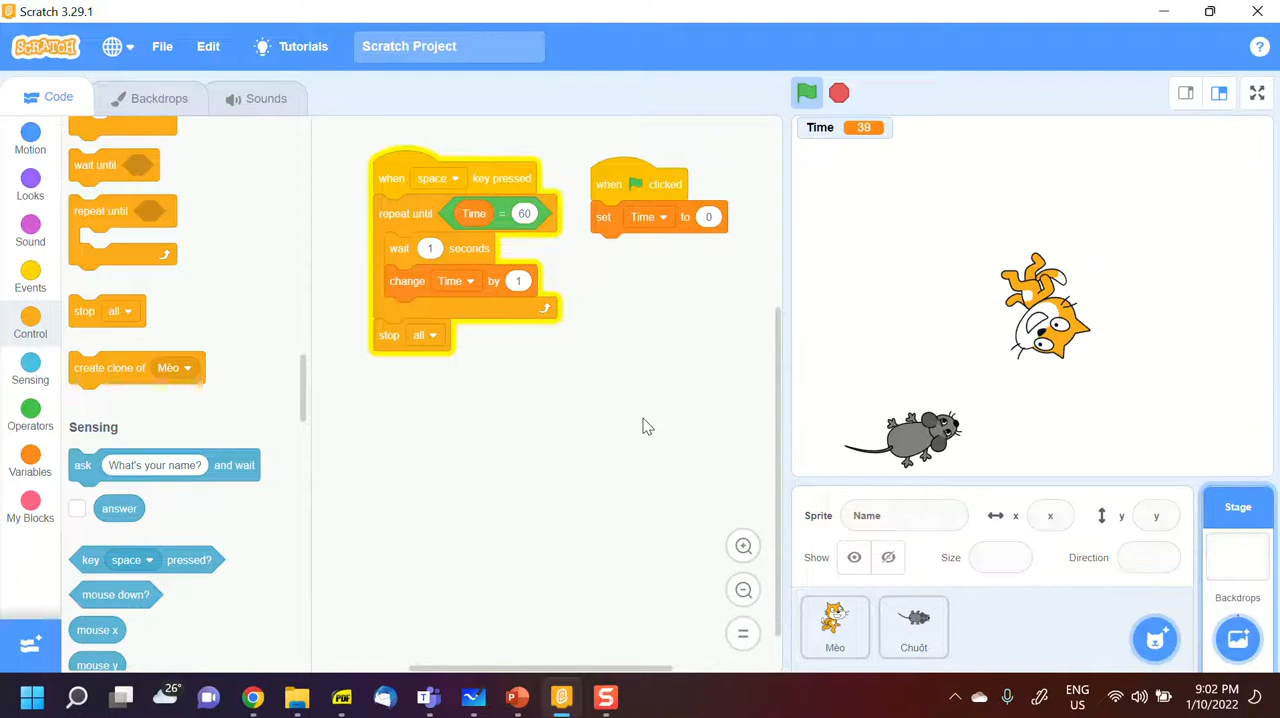 Scratch 3.29.1
SCRATCH
File
Edit
Tutorials
Scratch Project
?
Code
Backdrops
Sounds
Motion
Looks
Sound
Events
Control
Sensing
Operators
Variables
My Blocks
wait until
repeat until
stop all
create clone of Mèo
Sensing
ask What's your name? and wait
answer
key space pressed?
mouse down?
mouse x
mouse y
when space key pressed
repeat until Time = 60
wait 1 seconds
change Time by 1
stop all
when clicked
set Time to 0
Time 39
Sprite Name x x y y
Show Size Direction
Mèo
Chuột
Stage
Backdrops
26°
PDF
ENG
US
9:02 PM
1/10/2022